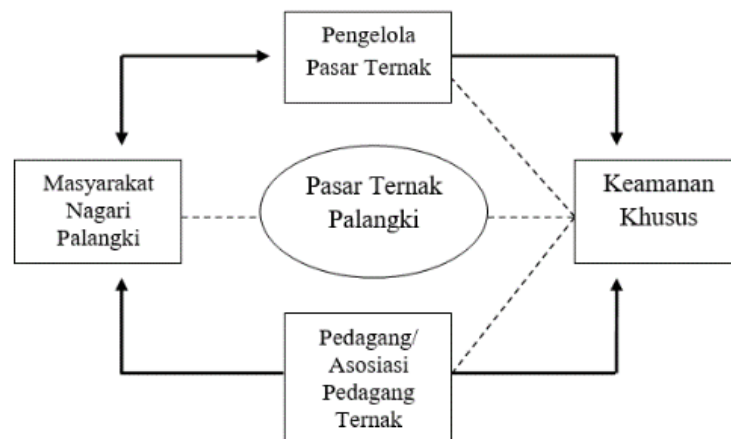 Pengelola
Pasar Ternak
Masyarakat
Nagari
Palangki
Pasar Ternak
Palangki
Keamanan
Khusus
Pedagang/
Asosiasi
Pedagang
Ternak